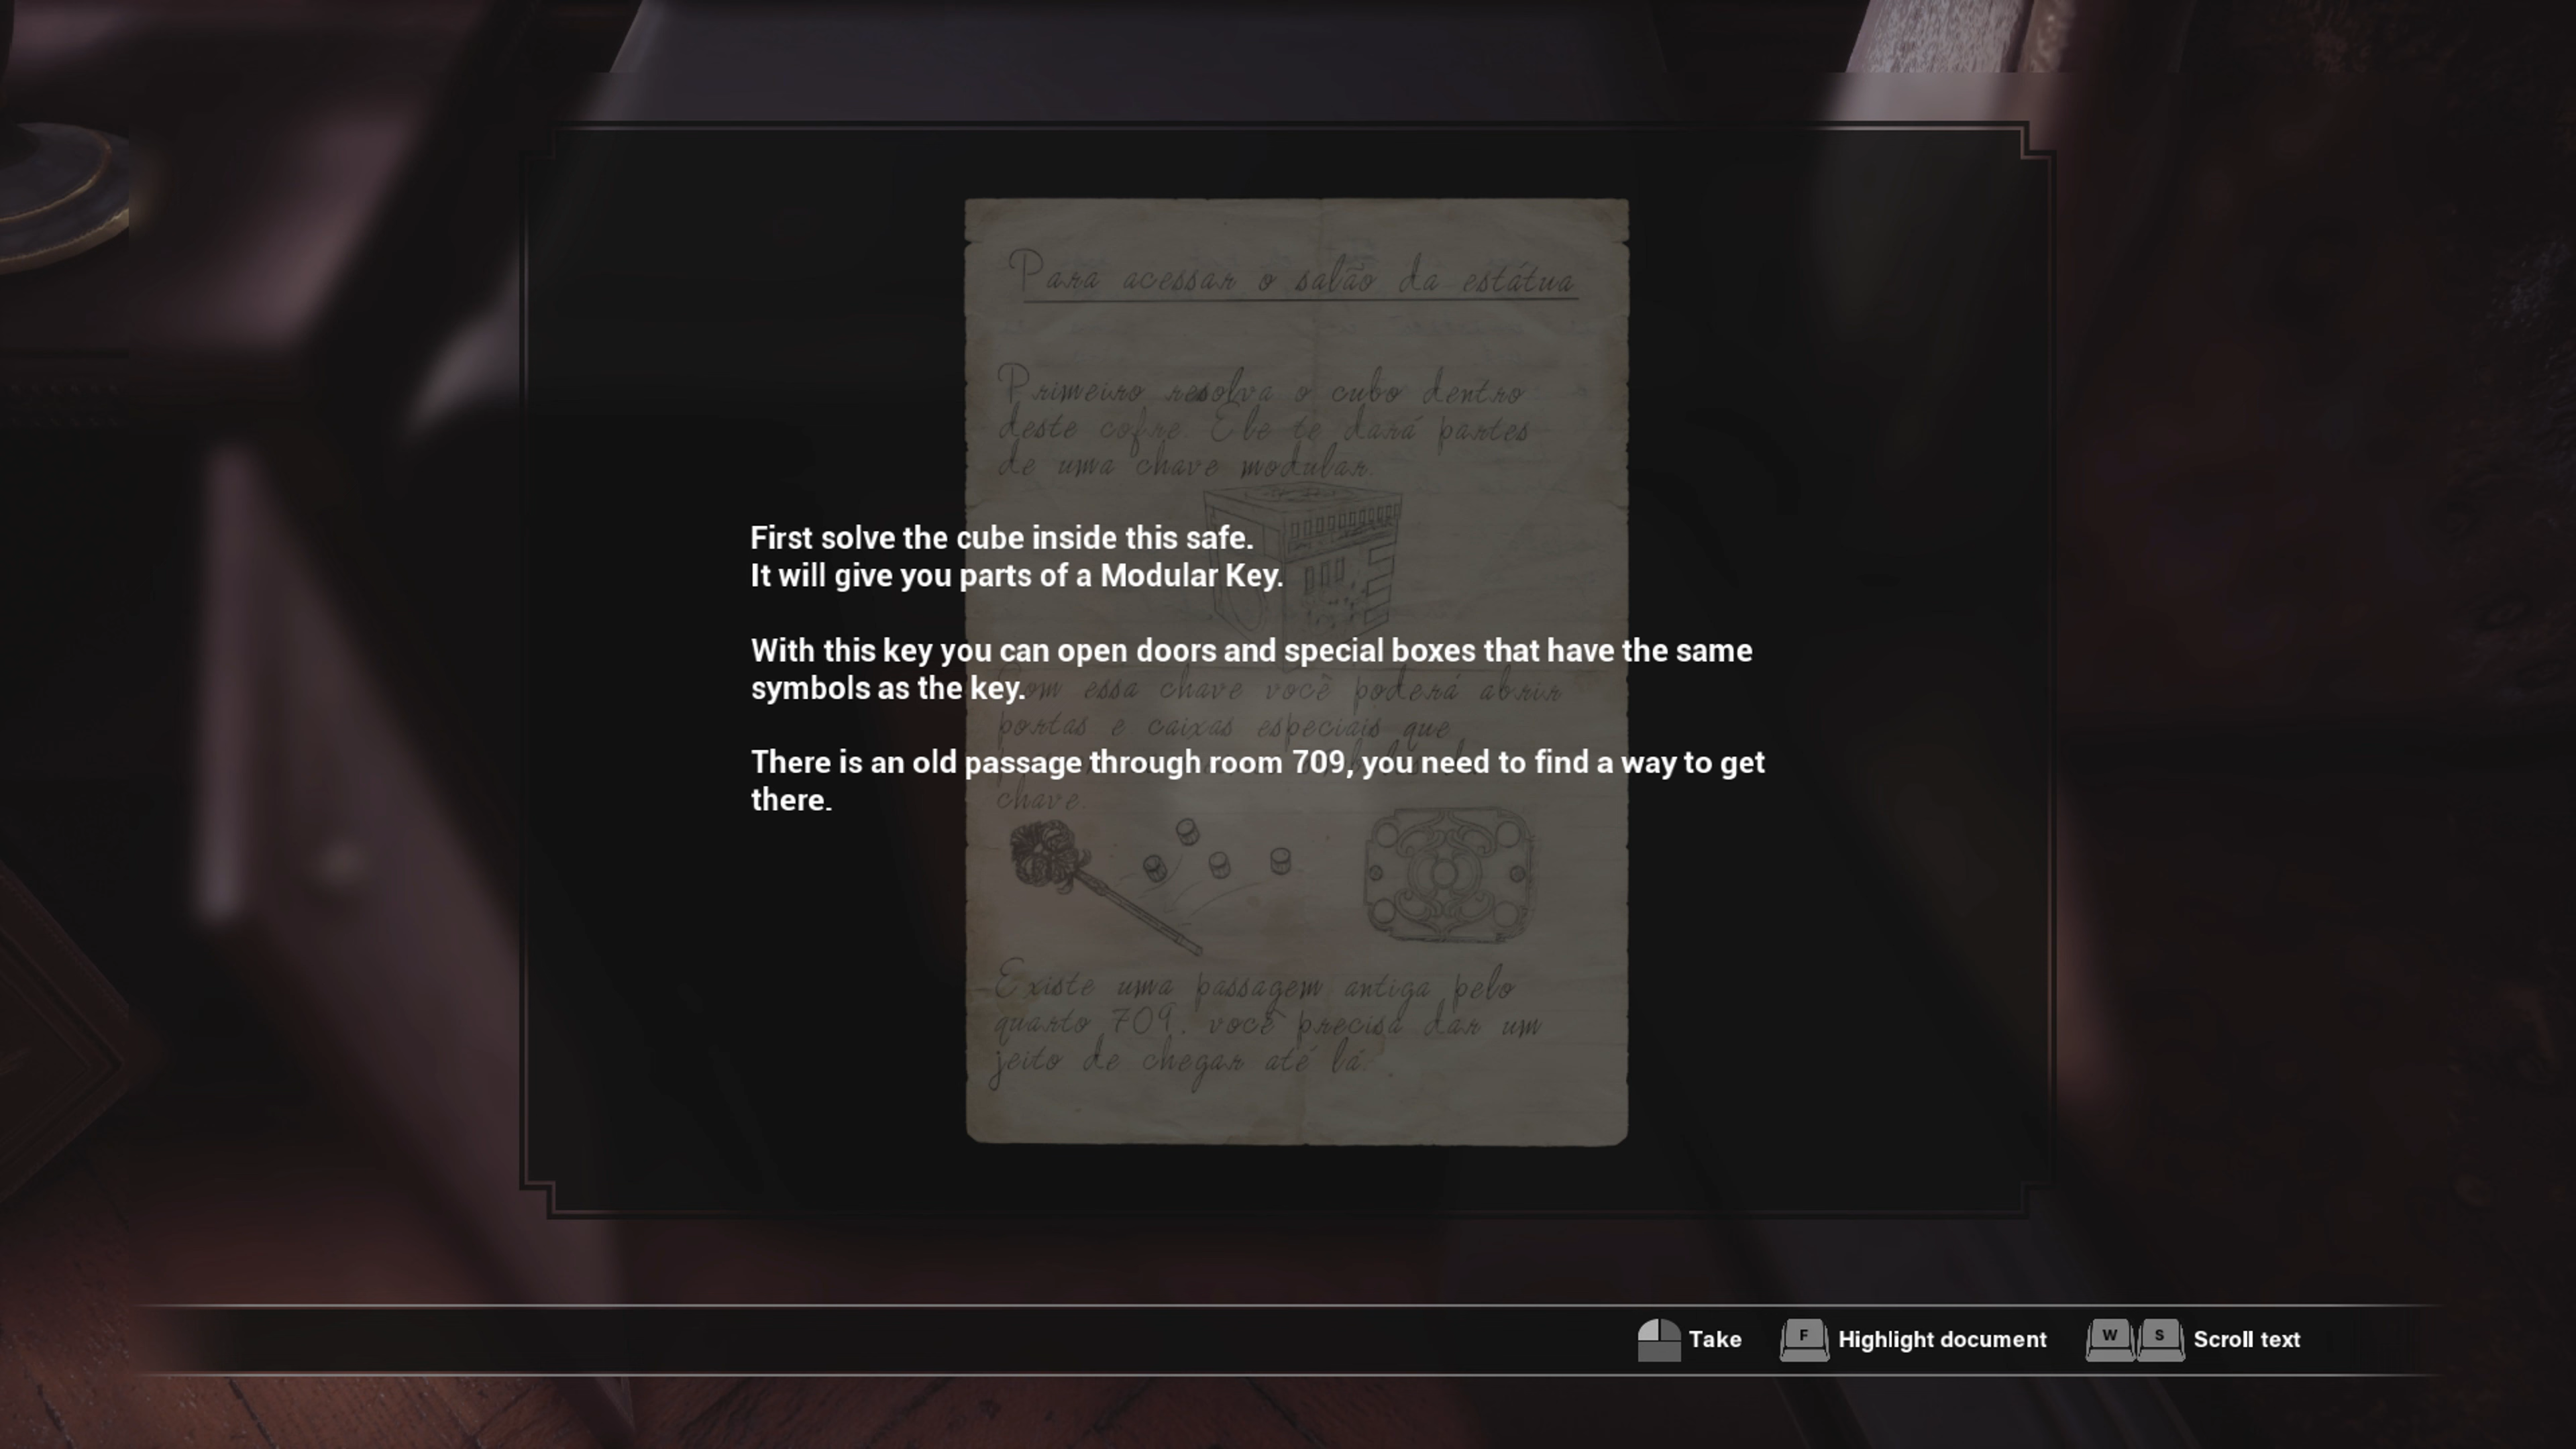 Para acessar o salão da estátua
Primeiro resolva o cubo dentro
deste cofre. Ele te dará partes
de uma chave modular.
First solve the cube inside this safe.
It will give you parts of a Modular Key.
With this key you can open doors and special boxes that have the same
symbols as the key.
Com essa chave você poderá abrir
portas e caixas especiais que
There is an old passage through room 709, you need to find a way to get
there.
chave.
Existe uma passagem antiga pelo
quarto 709. você precisa dar um
jeito de chegar até lá.
Take
F Highlight document
W S Scroll text